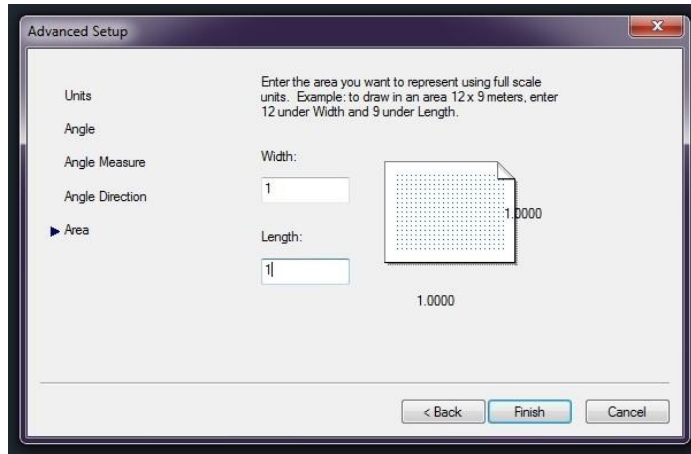 Advanced Setup
Units
Angle
Angle Measure
Angle Direction
Area
Enter the area you want to represent using full scale
units. Example: to draw in an area 12 x 9 meters, enter
12 under Width and 9 under Length.
Width:
1
Length:
1
1.0000
1.0000
< Back
Finish
Cancel